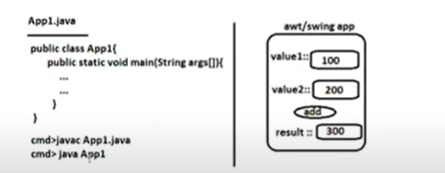 App1.java
public class App1{
public static void main(String args[]){
...
...
}
}
cmd>javac App1.java
cmd> java App1
awt/swing app
value1:: 100
value2:: 200
add
result :: 300